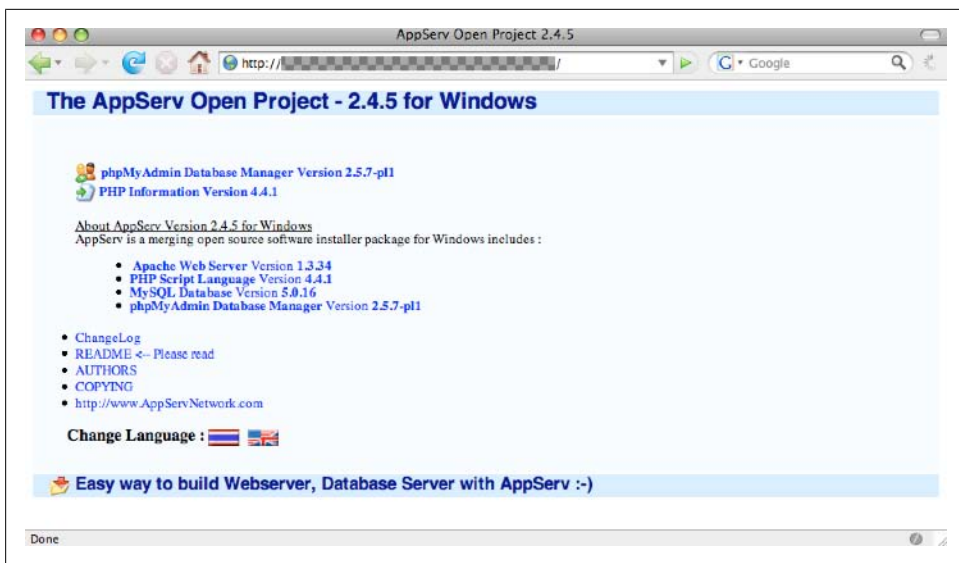 AppServ Open Project 2.4.5
http:// /
Google
The AppServ Open Project - 2.4.5 for Windows
phpMyAdmin Database Manager Version 2.5.7-pl1
PHP Information Version 4.4.1
About AppServ Version 2.4.5 for Windows
AppServ is a merging open source software installer package for Windows includes :
Apache Web Server Version 1.3.34
PHP Script Language Version 4.4.1
MySQL Database Version 5.0.16
phpMyAdmin Database Manager Version 2.5.7-pl1
ChangeLog
README <-- Please read
AUTHORS
COPYING
http://www.AppServNetwork.com
Change Language :
Easy way to build Webserver, Database Server with AppServ :-)
Done